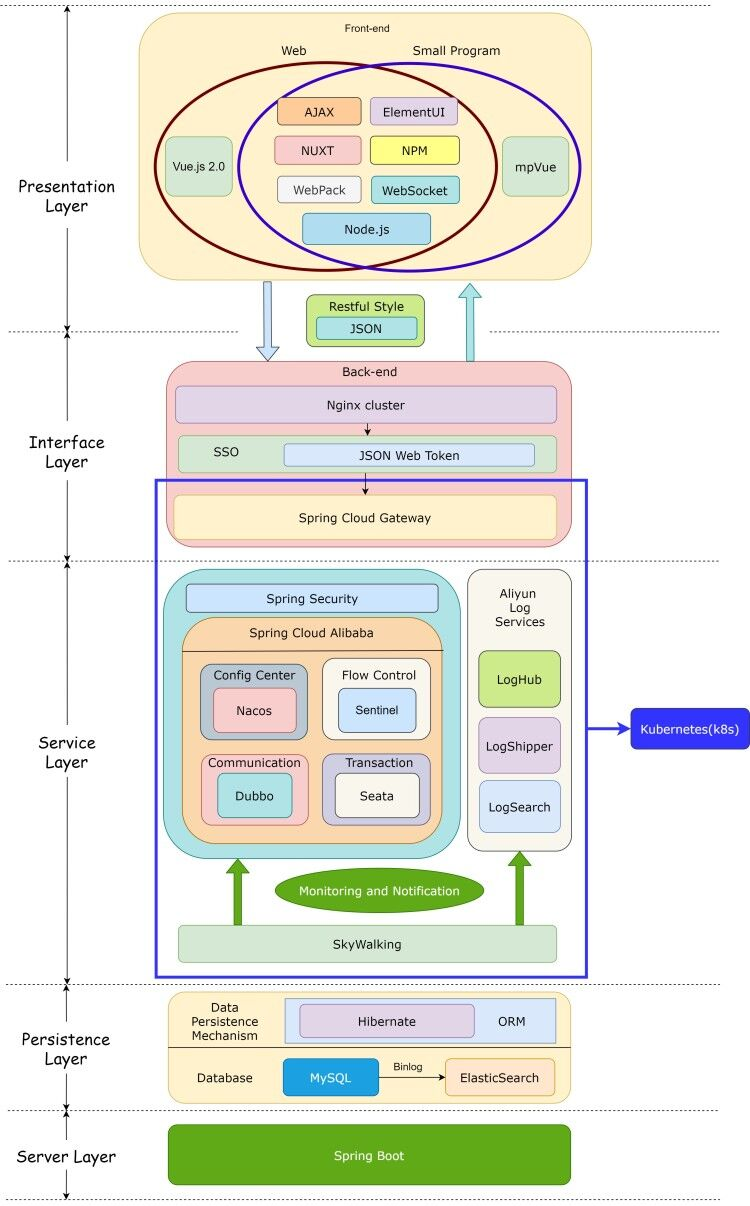 Front-end
Web
Small Program
AJAX
ElementUI
NUXT
NPM
Vue.js 2.0
mpVue
WebPack
WebSocket
Node.js
Presentation
Layer
Restful Style
JSON
Back-end
Nginx cluster
Interface
Layer
SSO
JSON Web Token
Spring Cloud Gateway
Spring Security
Spring Cloud Alibaba
Config Center
Nacos
Flow Control
Sentinel
Communication
Dubbo
Transaction
Seata
Aliyun
Log
Services
LogHub
LogShipper
LogSearch
Service
Layer
Kubernetes(k8s)
Monitoring and Notification
SkyWalking
Persistence
Layer
Data
Persistence
Mechanism
Hibernate
ORM
Database
MySQL
Binlog
ElasticSearch
Server Layer
Spring Boot